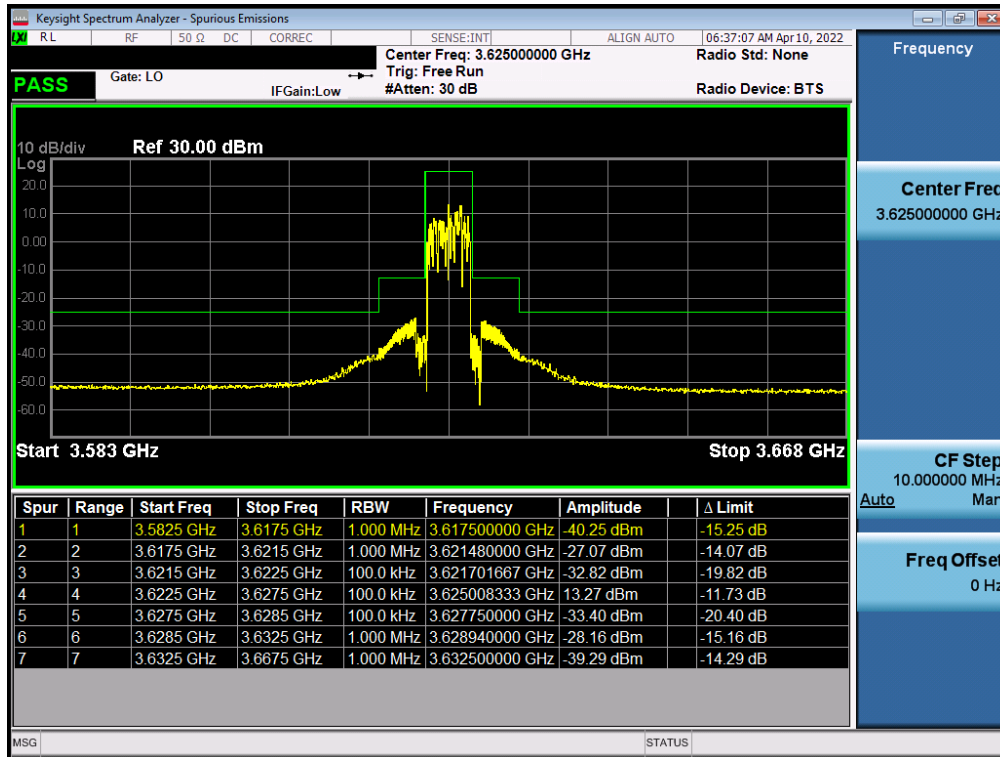 Keysight Spectrum Analyzer - Spurious Emissions
LXI RL RF 50 Ω DC CORREC SENSE:INT ALIGN AUTO 06:37:07 AM Apr 10, 2022
Center Freq: 3.625000000 GHz Radio Std: None
Trig: Free Run
PASS Gate: LO IFGain:Low #Atten: 30 dB Radio Device: BTS
10 dB/div Ref 30.00 dBm
Log
20.0
10.0
0.00
-10.0
-20.0
-30.0
-40.0
-50.0
-60.0
Start 3.583 GHz Stop 3.668 GHz
Spur Range Start Freq Stop Freq RBW Frequency Amplitude Δ Limit
1 1 3.5825 GHz 3.6175 GHz 1.000 MHz 3.617500000 GHz -40.25 dBm -15.25 dB
2 2 3.6175 GHz 3.6215 GHz 1.000 MHz 3.621480000 GHz -27.07 dBm -14.07 dB
3 3 3.6215 GHz 3.6225 GHz 100.0 kHz 3.621701667 GHz -32.82 dBm -19.82 dB
4 4 3.6225 GHz 3.6275 GHz 100.0 kHz 3.625008333 GHz 13.27 dBm -11.73 dB
5 5 3.6275 GHz 3.6285 GHz 100.0 kHz 3.627750000 GHz -33.40 dBm -20.40 dB
6 6 3.6285 GHz 3.6325 GHz 1.000 MHz 3.628940000 GHz -28.16 dBm -15.16 dB
7 7 3.6325 GHz 3.6675 GHz 1.000 MHz 3.632500000 GHz -39.29 dBm -14.29 dB
MSG STATUS
Frequency
Center Freq
3.625000000 GHz
CF Step
10.000000 MHz
Auto Man
Freq Offset
0 Hz